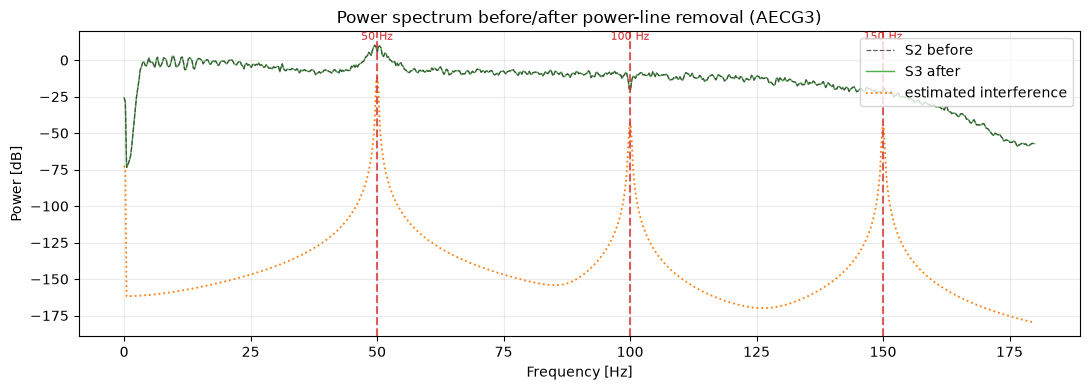 Power spectrum before/after power-line removal (AECG3)
50 Hz
100 Hz
150 Hz
S2 before
S3 after
estimated interference
Power [dB]
0
−25
−50
−75
−100
−125
−150
−175
0
25
50
75
100
125
150
175
Frequency [Hz]